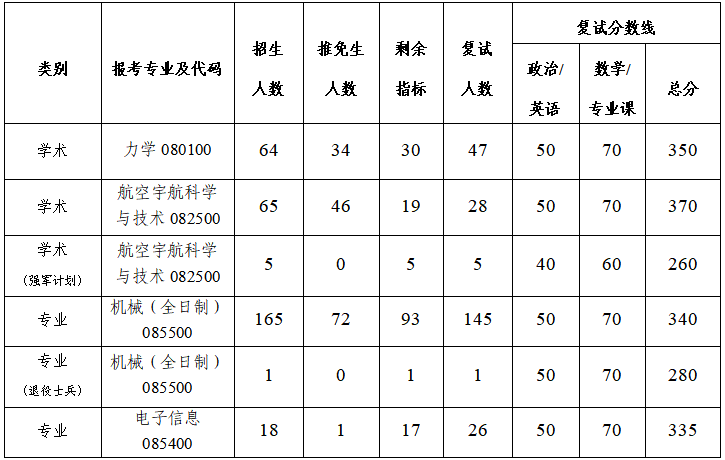 类别 报考专业及代码 招生人数 推免生人数 剩余指标 复试人数 复试分数线
政治/英语 数学/专业课 总分
学术 力学 080100 64 34 30 47 50 70 350
学术 航空宇航科学与技术 082500 65 46 19 28 50 70 370
学术(强军计划) 航空宇航科学与技术 082500 5 0 5 5 40 60 260
专业 机械（全日制）085500 165 72 93 145 50 70 340
专业(退役士兵) 机械（全日制）085500 1 0 1 1 50 70 280
专业 电子信息 085400 18 1 17 26 50 70 335